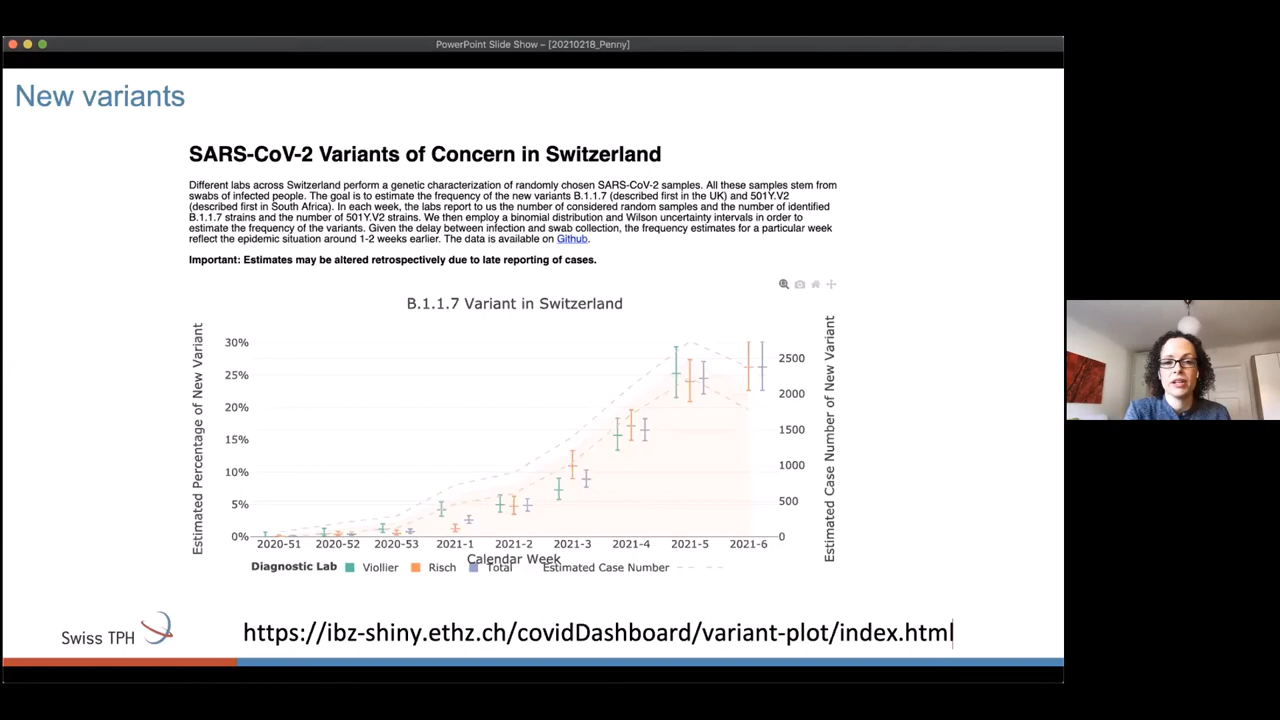 PowerPoint Slide Show – [20210218_Penny]
New variants
SARS-CoV-2 Variants of Concern in Switzerland
Different labs across Switzerland perform a genetic characterization of randomly chosen SARS-CoV-2 samples. All these samples stem from
swabs of infected people. The goal is to estimate the frequency of the new variants B.1.1.7 (described first in the UK) and 501Y.V2
(described first in South Africa). In each week, the labs report to us the number of considered random samples and the number of identified
B.1.1.7 strains and the number of 501Y.V2 strains. We then employ a binomial distribution and Wilson uncertainty intervals in order to
estimate the frequency of the variants. Given the delay between infection and swab collection, the frequency estimates for a particular week
reflect the epidemic situation around 1-2 weeks earlier. The data is available on Github.
Important: Estimates may be altered retrospectively due to late reporting of cases.
B.1.1.7 Variant in Switzerland
Estimated Percentage of New Variant
30%
25%
20%
15%
10%
5%
0%
2500
2000
1500
1000
500
0
Estimated Case Number of New Variant
2020-51 2020-52 2020-53 2021-1 2021-2 2021-3 2021-4 2021-5 2021-6
Calendar Week
Diagnostic Lab Viollier Risch Total Estimated Case Number
Swiss TPH
https://ibz-shiny.ethz.ch/covidDashboard/variant-plot/index.html